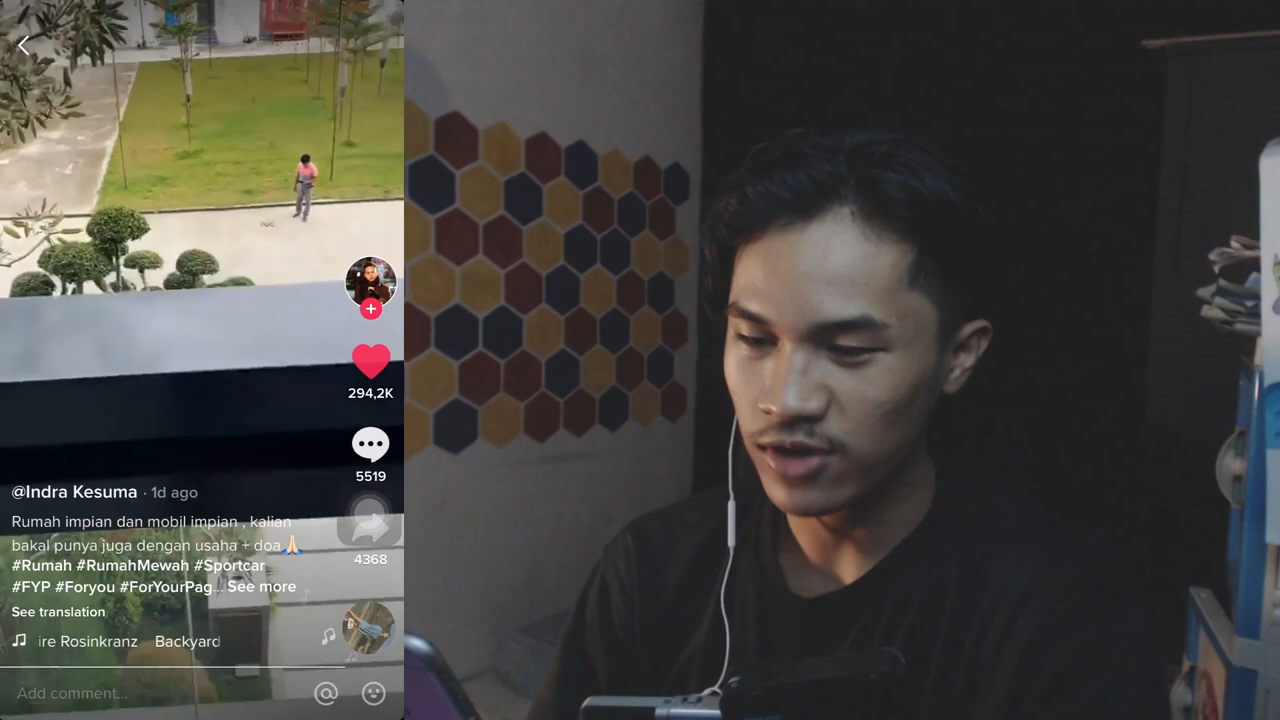 294,2K
5519
@Indra Kesuma · 1d ago
Rumah impian dan mobil impian , kalian
bakal punya juga dengan usaha + doa🙏🏻
4368
#Rumah #RumahMewah #Sportcar
#FYP #Foryou #ForYourPag... See more
See translation
ire Rosinkranz Backyard
Add comment...